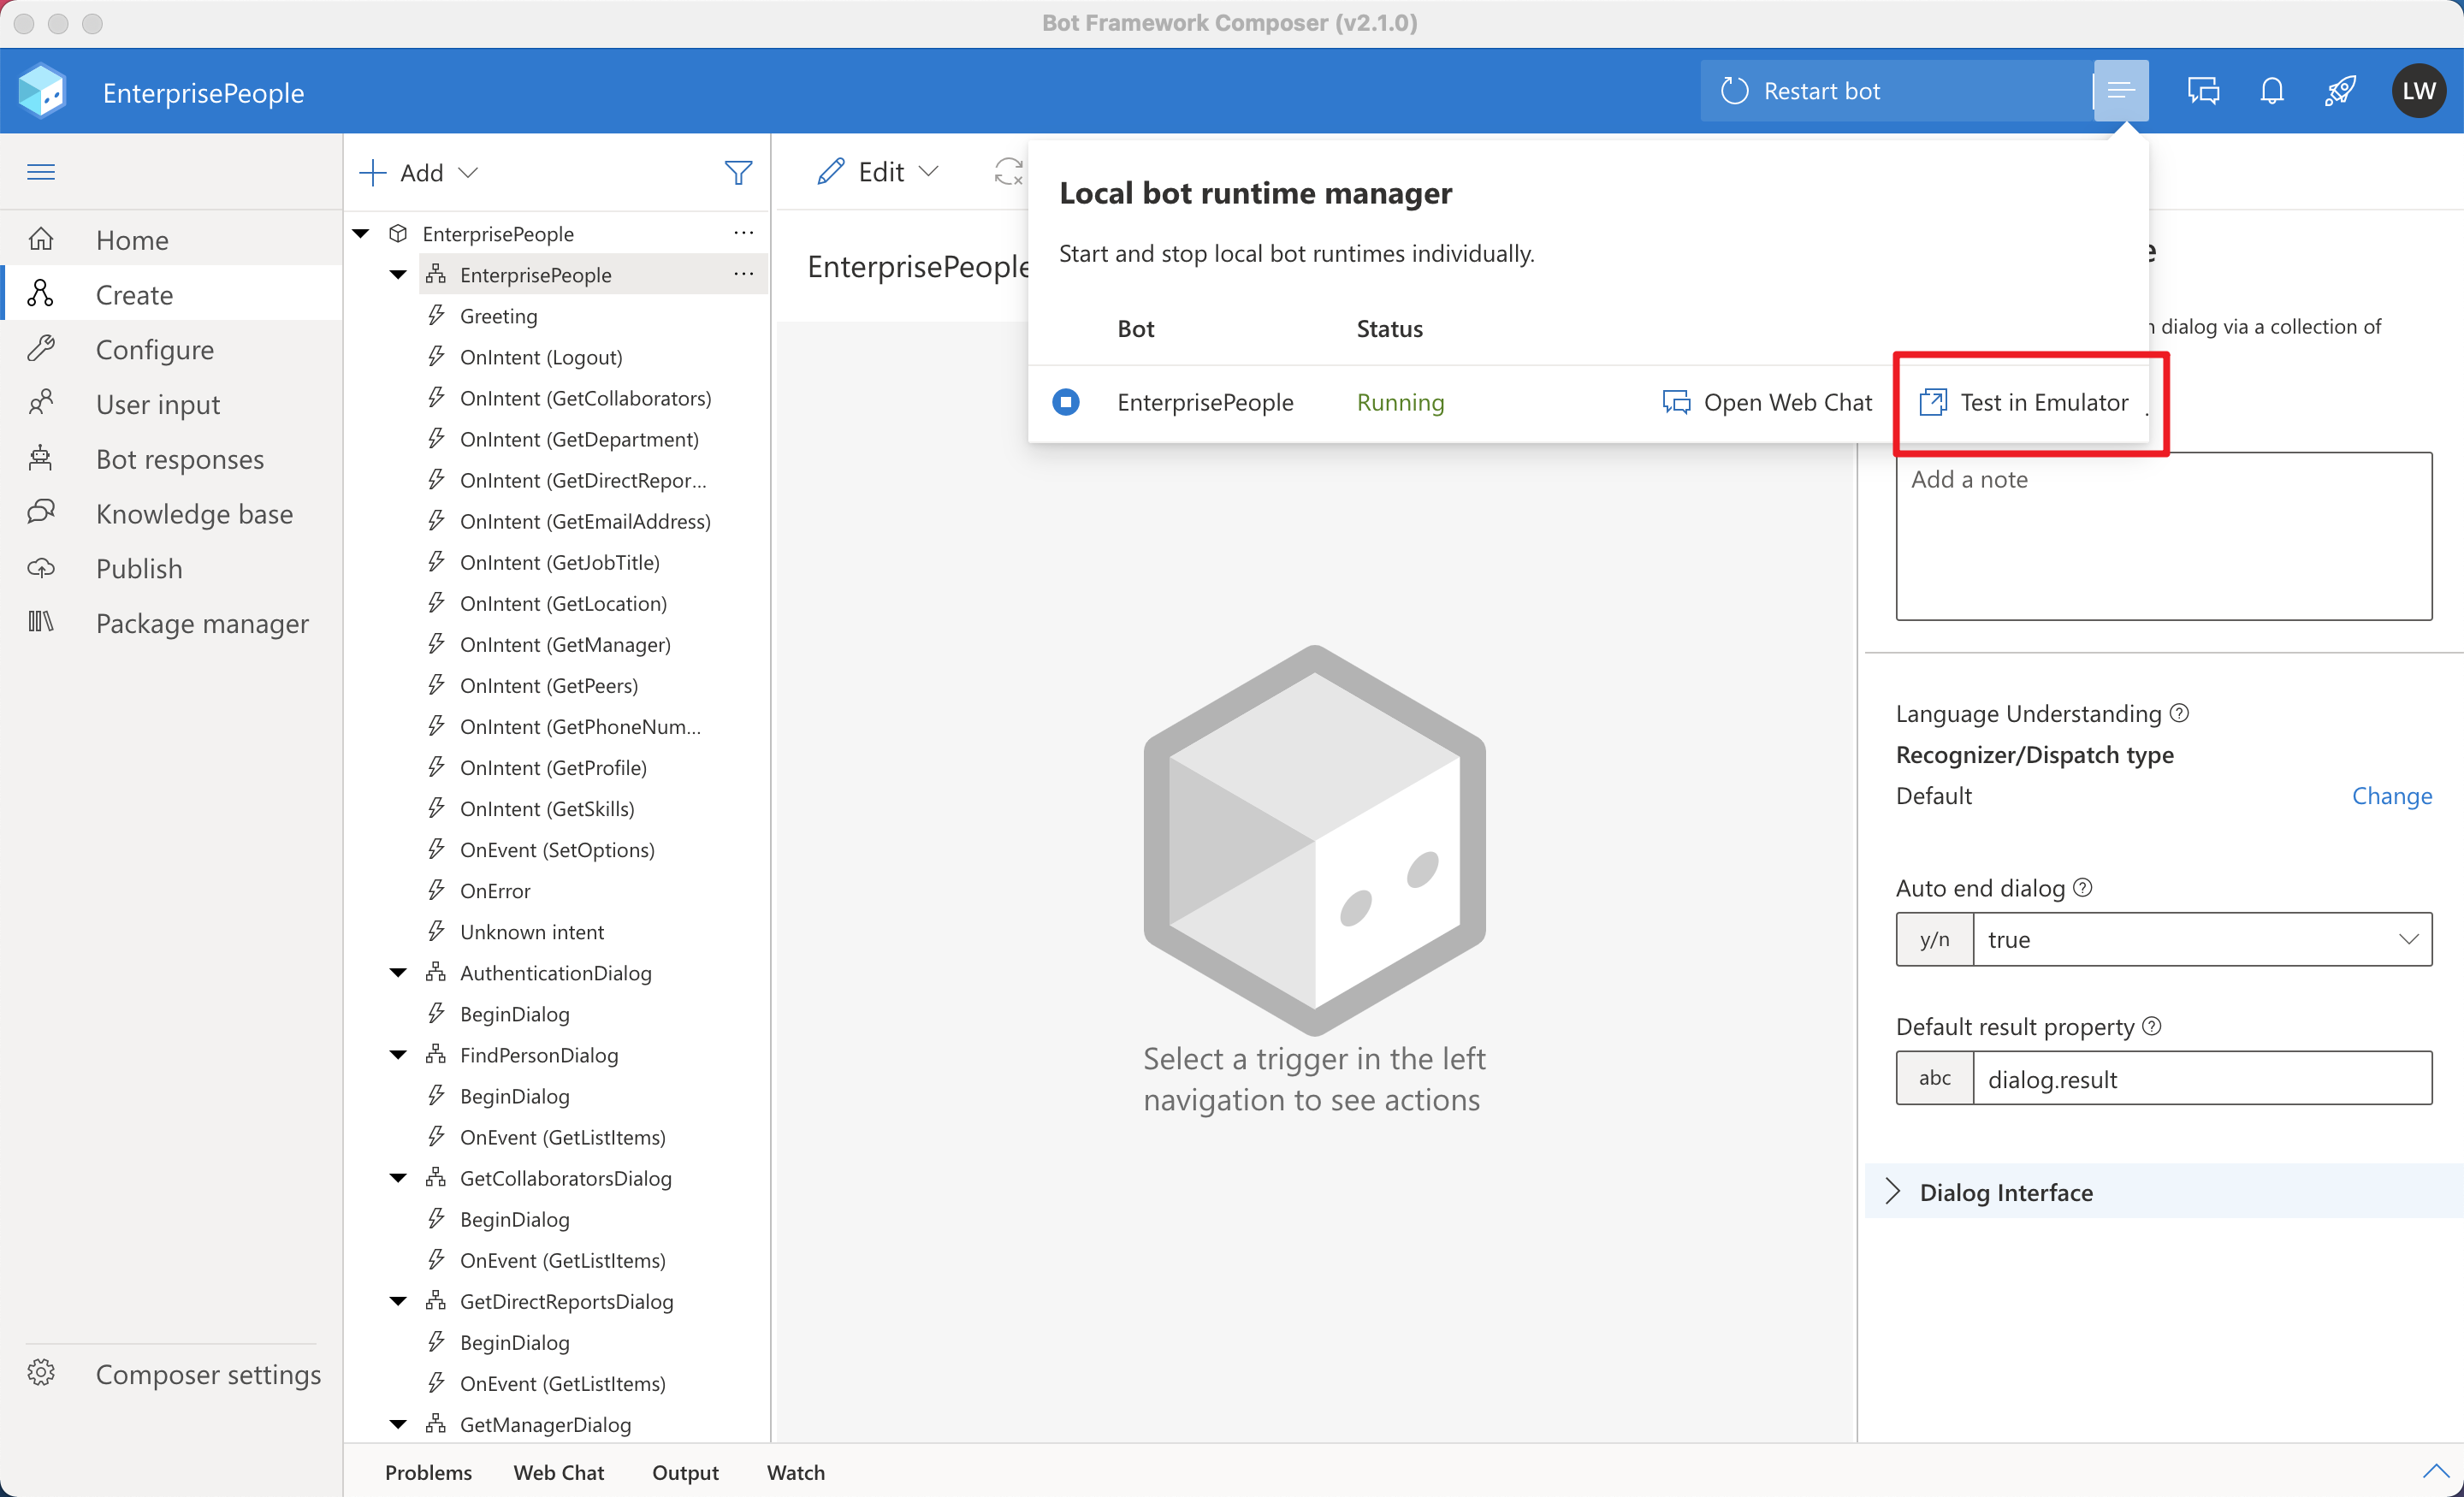 Bot Framework Composer (v2.1.0)
EnterprisePeople
Restart bot
LW
Home
Create
Configure
User input
Bot responses
Knowledge base
Publish
Package manager
Composer settings
Add
EnterprisePeople
...
EnterprisePeople
...
Greeting
OnIntent (Logout)
OnIntent (GetCollaborators)
OnIntent (GetDepartment)
OnIntent (GetDirectRepor...
OnIntent (GetEmailAddress)
OnIntent (GetJobTitle)
OnIntent (GetLocation)
OnIntent (GetManager)
OnIntent (GetPeers)
OnIntent (GetPhoneNum...
OnIntent (GetProfile)
OnIntent (GetSkills)
OnEvent (SetOptions)
OnError
Unknown intent
AuthenticationDialog
BeginDialog
FindPersonDialog
BeginDialog
OnEvent (GetListItems)
GetCollaboratorsDialog
BeginDialog
OnEvent (GetListItems)
GetDirectReportsDialog
BeginDialog
OnEvent (GetListItems)
GetManagerDialog
Edit
EnterprisePeople
Local bot runtime manager
Start and stop local bot runtimes individually.
Bot Status
EnterprisePeople Running Open Web Chat Test in Emulator
Select a trigger in the left
navigation to see actions
e
n dialog via a collection of
.
Add a note
Language Understanding
Recognizer/Dispatch type
Default Change
Auto end dialog
y/n true
Default result property
abc dialog.result
Dialog Interface
Problems Web Chat Output Watch